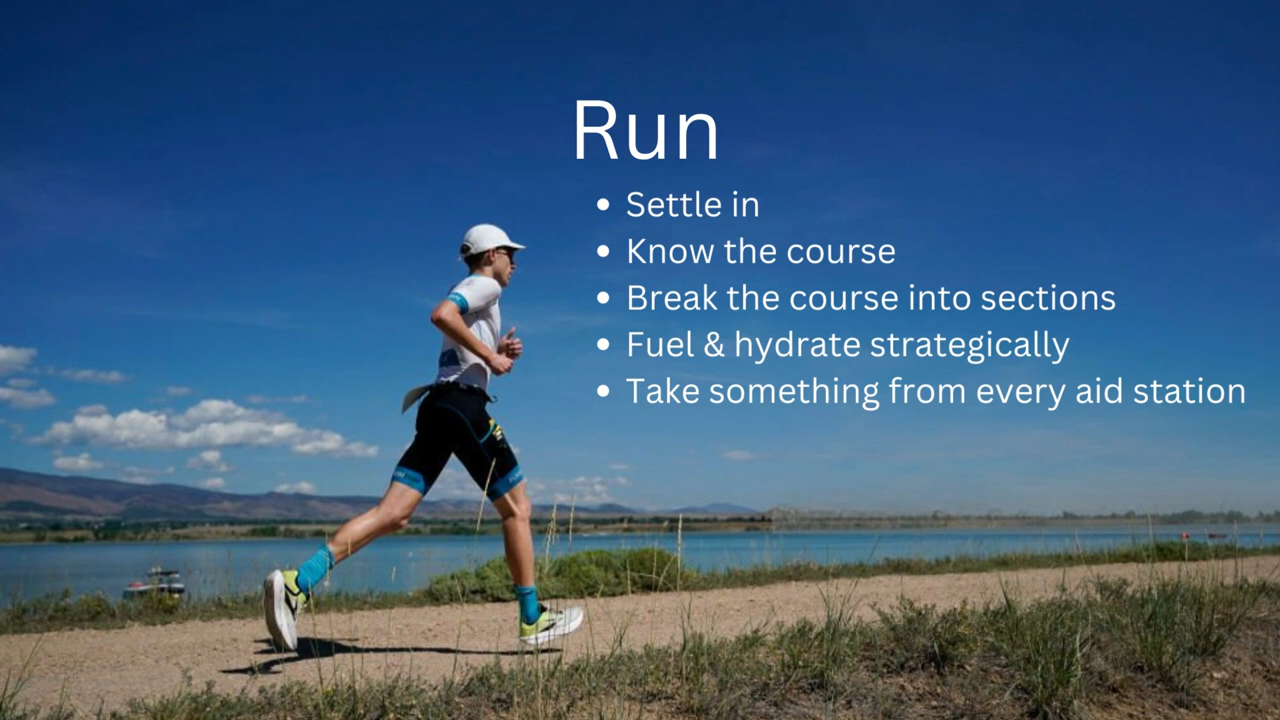 Run
• Settle in
• Know the course
• Break the course into sections
• Fuel & hydrate strategically
• Take something from every aid station